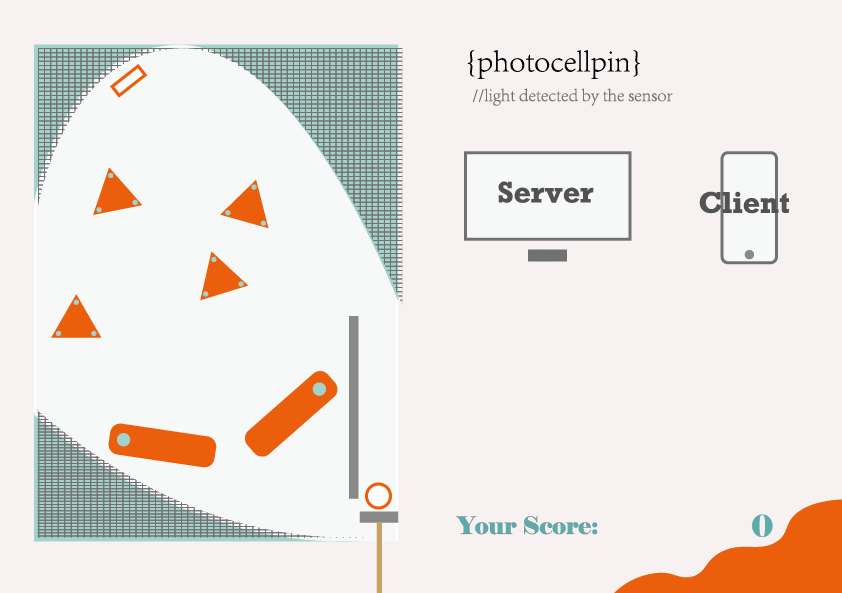 {photocellpin}
//light detected by the sensor
Server
Client
Your Score: 0